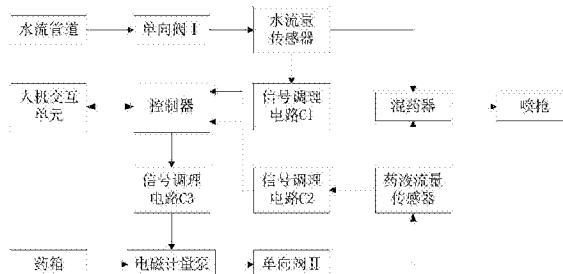 水流管道
单向阀Ⅰ
水流量
传感器
人机交互
单元
控制器
信号调理
电路C1
混药器
喷枪
信号调理
电路C3
信号调理
电路C2
药液流量
传感器
药箱
电磁计量泵
单向阀Ⅱ